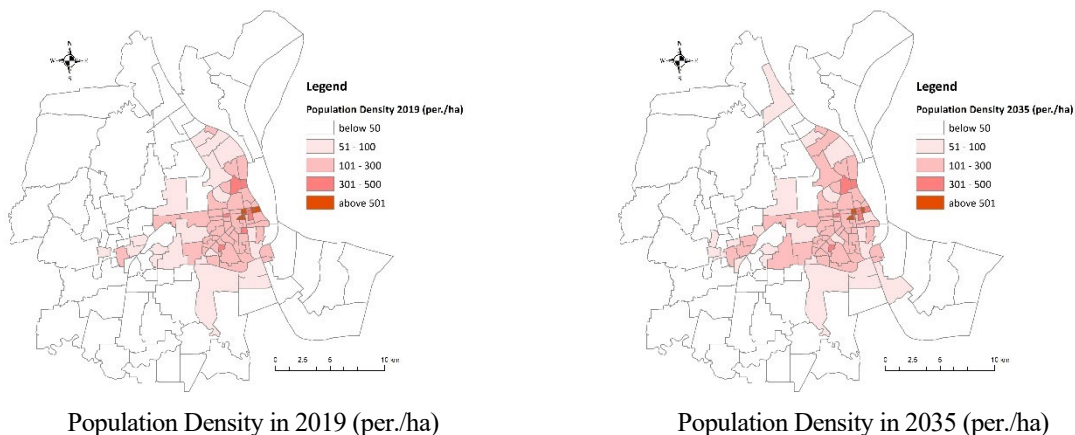 N
W
E
S
Legend
Population Density 2019 (per./ha)
below 50
51 - 100
101 - 300
301 - 500
above 501
0 2.5 5 10 km
Population Density in 2019 (per./ha)
N
W
E
S
Legend
Population Density 2035 (per./ha)
below 50
51 - 100
101 - 300
301 - 500
above 501
0 2.5 5 10 km
Population Density in 2035 (per./ha)